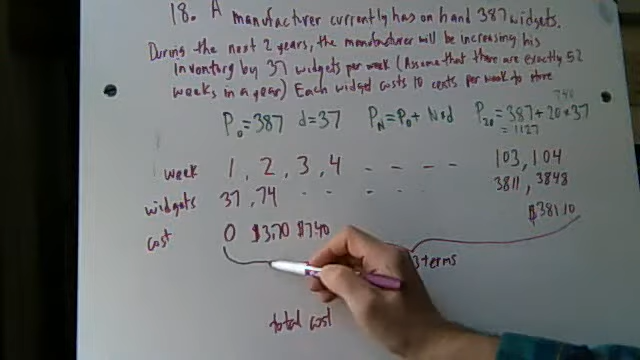 18. A manufacturer currently has on hand 387 widgets.
During the next 2 years, the manufacturer will be increasing his
inventory by 37 widgets per week (Assume that there are exactly 52
weeks in a year) Each widget costs 10 cents per week to store
740
P₀=387 d=37 P_N=P₀+N×d P₂₀=387+20×37
=1127
week 1, 2, 3, 4 - - - - 103, 104
widgets 37, 74 3811, 3848
cost 0 $3.70 $7.40 $381.10
3 terms
total cost